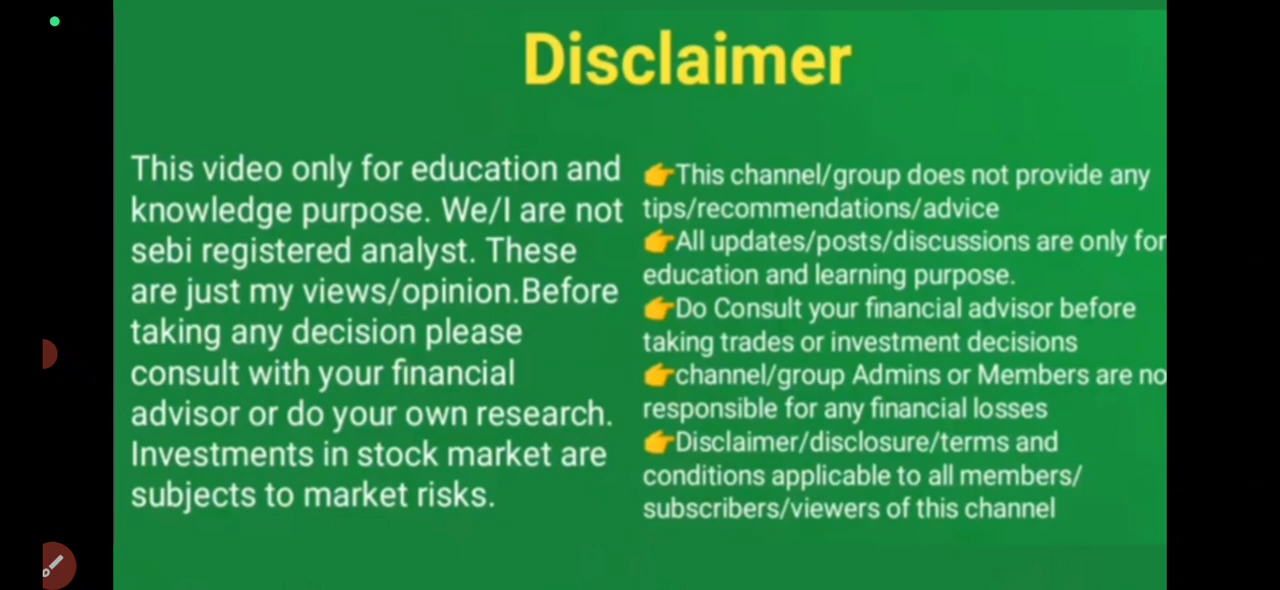 Disclaimer
This video only for education and
knowledge purpose. We/I are not
sebi registered analyst. These
are just my views/opinion.Before
taking any decision please
consult with your financial
advisor or do your own research.
Investments in stock market are
subjects to market risks.
👉This channel/group does not provide any
tips/recommendations/advice
👉All updates/posts/discussions are only for
education and learning purpose.
👉Do Consult your financial advisor before
taking trades or investment decisions
👉channel/group Admins or Members are no
responsible for any financial losses
👉Disclaimer/disclosure/terms and
conditions applicable to all members/
subscribers/viewers of this channel